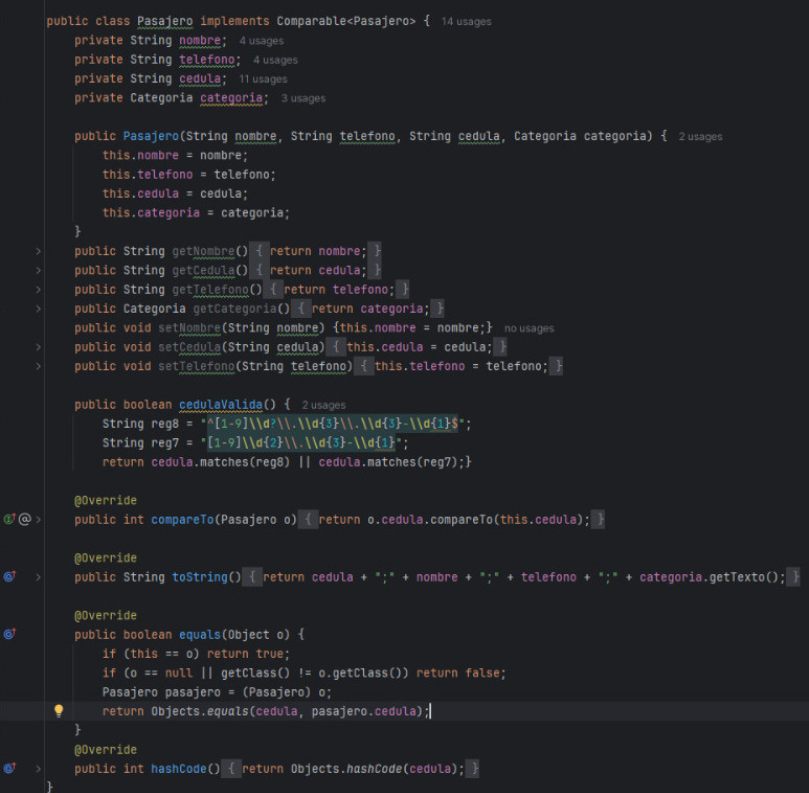 public class Pasajero implements Comparable<Pasajero> { 14 usages
private String nombre; 4 usages
private String telefono; 4 usages
private String cedula; 11 usages
private Categoria categoria; 3 usages
public Pasajero(String nombre, String telefono, String cedula, Categoria categoria) { 2 usages
this.nombre = nombre;
this.telefono = telefono;
this.cedula = cedula;
this.categoria = categoria;
}
public String getNombre() { return nombre; }
public String getCedula() { return cedula; }
public String getTelefono() { return telefono; }
public Categoria getCategoria() { return categoria; }
public void setNombre(String nombre) {this.nombre = nombre;} no usages
public void setCedula(String cedula) { this.cedula = cedula; }
public void setTelefono(String telefono) { this.telefono = telefono; }
public boolean cedulaValida() { 2 usages
String reg8 = "^[1-9]\\d?\\.\\d{3}\\.\\d{3}-\\d{1}$";
String reg7 = "[1-9]\\d{2}\\.\\d{3}-\\d{1}";
return cedula.matches(reg8) || cedula.matches(reg7);}
@Override
public int compareTo(Pasajero o) { return o.cedula.compareTo(this.cedula); }
@Override
public String toString() { return cedula + ";" + nombre + ";" + telefono + ";" + categoria.getTexto(); }
@Override
public boolean equals(Object o) {
if (this == o) return true;
if (o == null || getClass() != o.getClass()) return false;
Pasajero pasajero = (Pasajero) o;
return Objects.equals(cedula, pasajero.cedula);
}
@Override
public int hashCode() { return Objects.hashCode(cedula); }
}